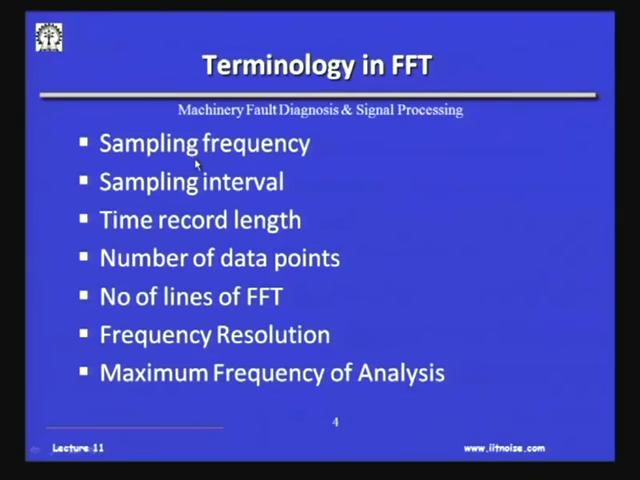 Terminology in FFT
Machinery Fault Diagnosis & Signal Processing
Sampling frequency
Sampling interval
Time record length
Number of data points
No of lines of FFT
Frequency Resolution
Maximum Frequency of Analysis
4
Lecture 11
www.iitnoise.com